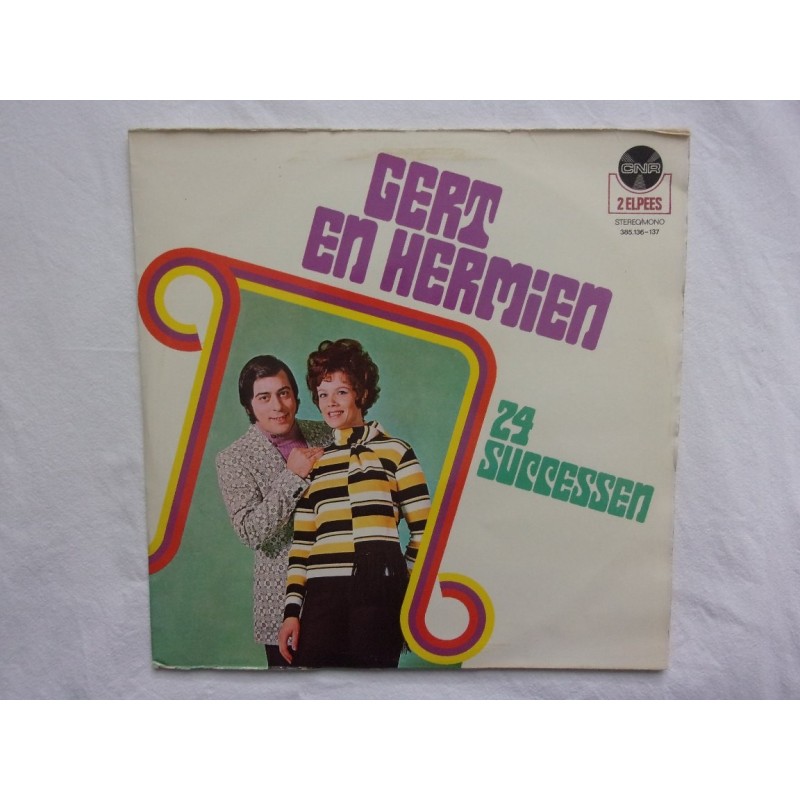 GERT
EN HERMIEN
24
SUCCESSEN
CNR
2 ELPEES
STEREO/MONO
385.136-137